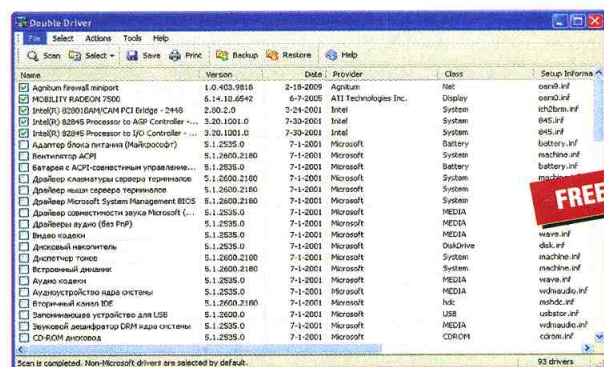 Double Driver
File Select Actions Tools Help
Scan Select Save Print Backup Restore Help
Name Version Date Provider Class Setup Informa
Agnitum firewall miniport 1.0.403.9818 2-18-2009 Agnitum Net oem9.inf
MOBILITY RADEON 7500 6.14.10.6542 6-7-2005 ATI Technologies Inc. Display oem0.inf
Intel(R) 82801BAM/CAM PCI Bridge - 2448 2.60.2.0 3-24-2001 Intel System ich2brm.inf
Intel(R) 82845 Processor to AGP Controller -... 3.20.1001.0 7-30-2001 Intel System 845.inf
Intel(R) 82845 Processor to I/O Controller - ... 3.20.1001.0 7-30-2001 Intel System 845.inf
Адаптер блока питания (Майкрософт) 5.1.2535.0 7-1-2001 Microsoft Battery battery.inf
Вентилятор ACPI 5.1.2600.2180 7-1-2001 Microsoft System machine.inf
Батарея с ACPI-совместимым управление... 5.1.2535.0 7-1-2001 Microsoft Battery battery.inf
Драйвер клавиатуры сервера терминалов 5.1.2600.2180 7-1-2001 Microsoft System machine.inf
Драйвер мыши сервера терминалов 5.1.2600.2180 7-1-2001 Microsoft System
Драйвер Microsoft System Management BIOS 5.1.2600.2180 7-1-2001 Microsoft System
Драйвер совместимости звука Microsoft (... 5.1.2535.0 7-1-2001 Microsoft MEDIA
Драйверы аудио (без PnP) 5.1.2535.0 7-1-2001 Microsoft MEDIA
Видео кодеки 5.1.2535.0 7-1-2001 Microsoft MEDIA wave.inf
Дисковый накопитель 5.1.2535.0 7-1-2001 Microsoft DiskDrive disk.inf
Диспетчер томов 5.1.2600.2180 7-1-2001 Microsoft System machine.inf
Встроенный динамик 5.1.2600.2180 7-1-2001 Microsoft System machine.inf
Аудио кодеки 5.1.2535.0 7-1-2001 Microsoft MEDIA wave.inf
Аудиоустройство ядра системы 5.1.2535.0 7-1-2001 Microsoft MEDIA wdmaudio.inf
Вторичный канал IDE 5.1.2600.2180 7-1-2001 Microsoft hdc mshdc.inf
Запоминающее устройство для USB 5.1.2600.0 7-1-2001 Microsoft USB usbstor.inf
Звуковой дешифратор DRM ядра системы 5.1.2535.0 7-1-2001 Microsoft MEDIA wdmaudio.inf
CD-ROM дисковод 5.1.2535.0 7-1-2001 Microsoft CDROM cdrom.inf
FREE
Scan is completed. Non-Microsoft drivers are selected by default. 93 drivers